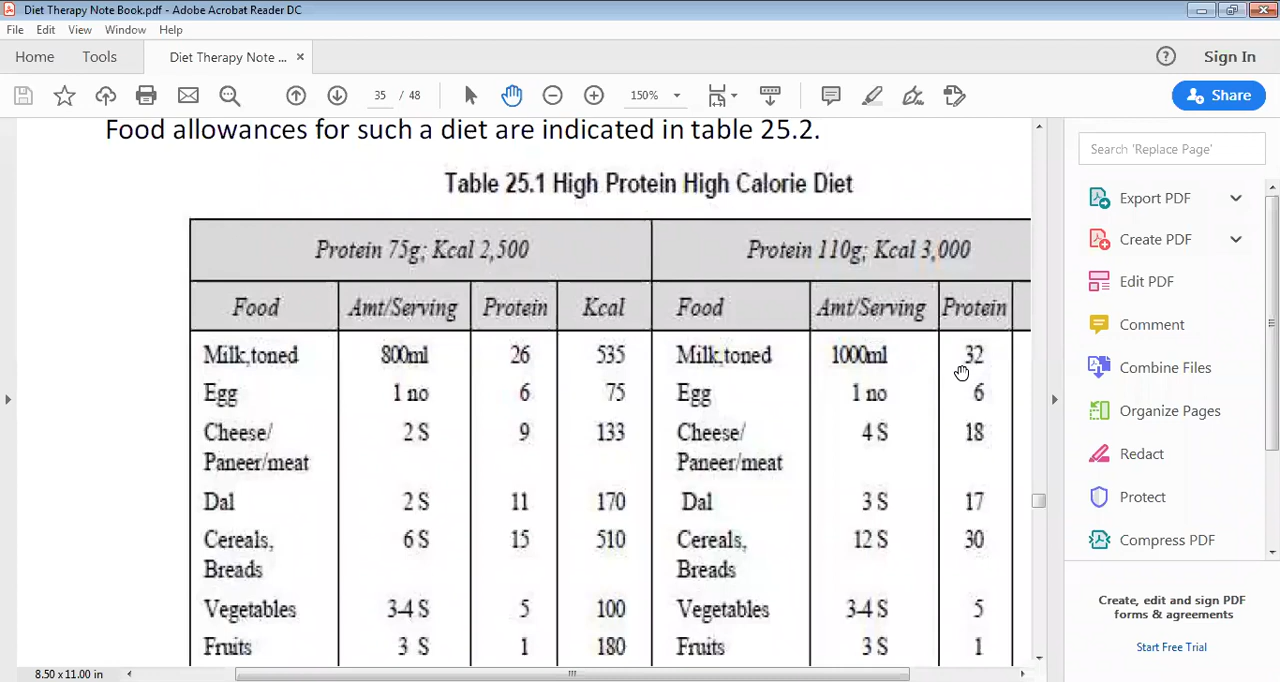 Diet Therapy Note Book.pdf - Adobe Acrobat Reader DC
File Edit View Window Help
Home Tools Diet Therapy Note ... × Sign In
35 / 48 150% Share
Food allowances for such a diet are indicated in table 25.2.
Table 25.1 High Protein High Calorie Diet
Protein 75g; Kcal 2,500 Protein 110g; Kcal 3,000
Food Amt/Serving Protein Kcal Food Amt/Serving Protein
Milk,toned 800ml 26 535 Milk,toned 1000ml 32
Egg 1 no 6 75 Egg 1 no 6
Cheese/ 2 S 9 133 Cheese/ 4 S 18
Paneer/meat Paneer/meat
Dal 2 S 11 170 Dal 3 S 17
Cereals, 6 S 15 510 Cereals, 12 S 30
Breads Breads
Vegetables 3-4 S 5 100 Vegetables 3-4 S 5
Fruits 3 S 1 180 Fruits 3 S 1
8.50 x 11.00 in
Search 'Replace Page'
Export PDF
Create PDF
Edit PDF
Comment
Combine Files
Organize Pages
Redact
Protect
Compress PDF
Create, edit and sign PDF
forms & agreements
Start Free Trial